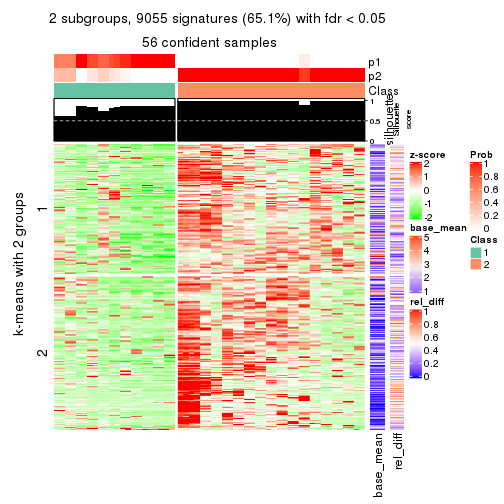 2 subgroups, 9055 signatures (65.1%) with fdr < 0.05
56 confident samples
p1
p2
Class
1
0.5
0
silhouette
Silhouette
score
k-means with 2 groups
1
2
base_mean
rel_diff
z-score
2
1
0
-1
-2
base_mean
5
4
3
2
1
rel_diff
1
0.8
0.6
0.4
0.2
0
Prob
1
0.8
0.6
0.4
0.2
0
Class
1
2